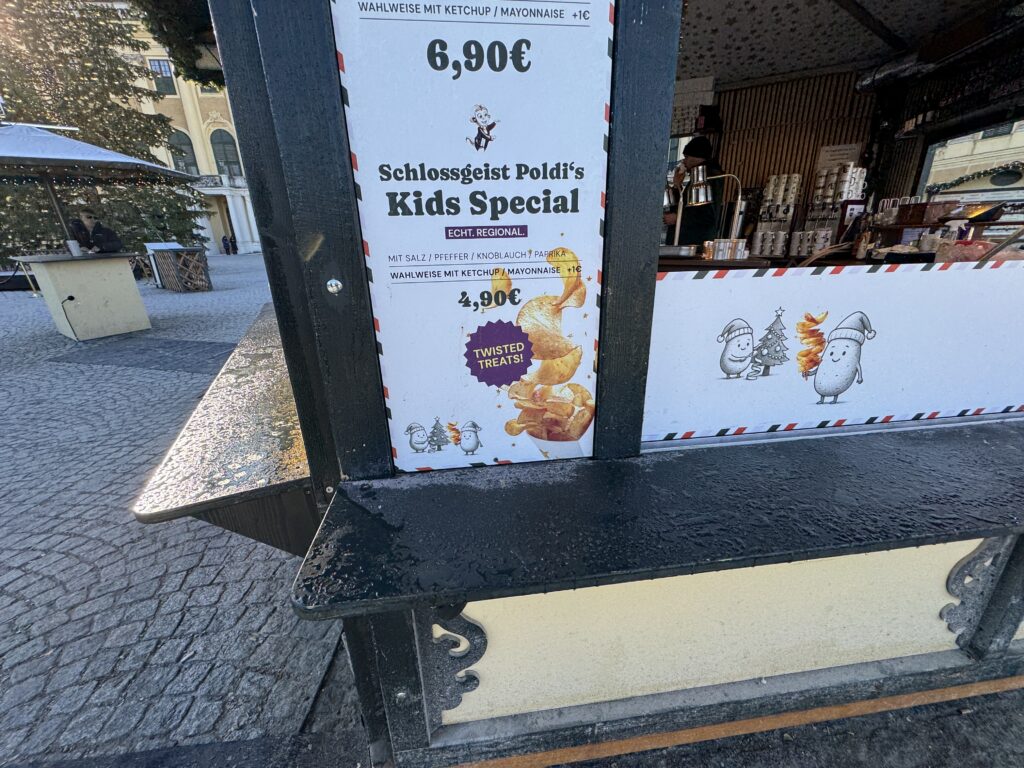 WAHLWEISE MIT KETCHUP / MAYONNAISE +1€
6,90€
Schlossgeist Poldi‘s
Kids Special
ECHT. REGIONAL.
MIT SALZ / PFEFFER / KNOBLAUCH / PAPRIKA
WAHLWEISE MIT KETCHUP / MAYONNAISE +1€
4,90€
TWISTED
TREATS!